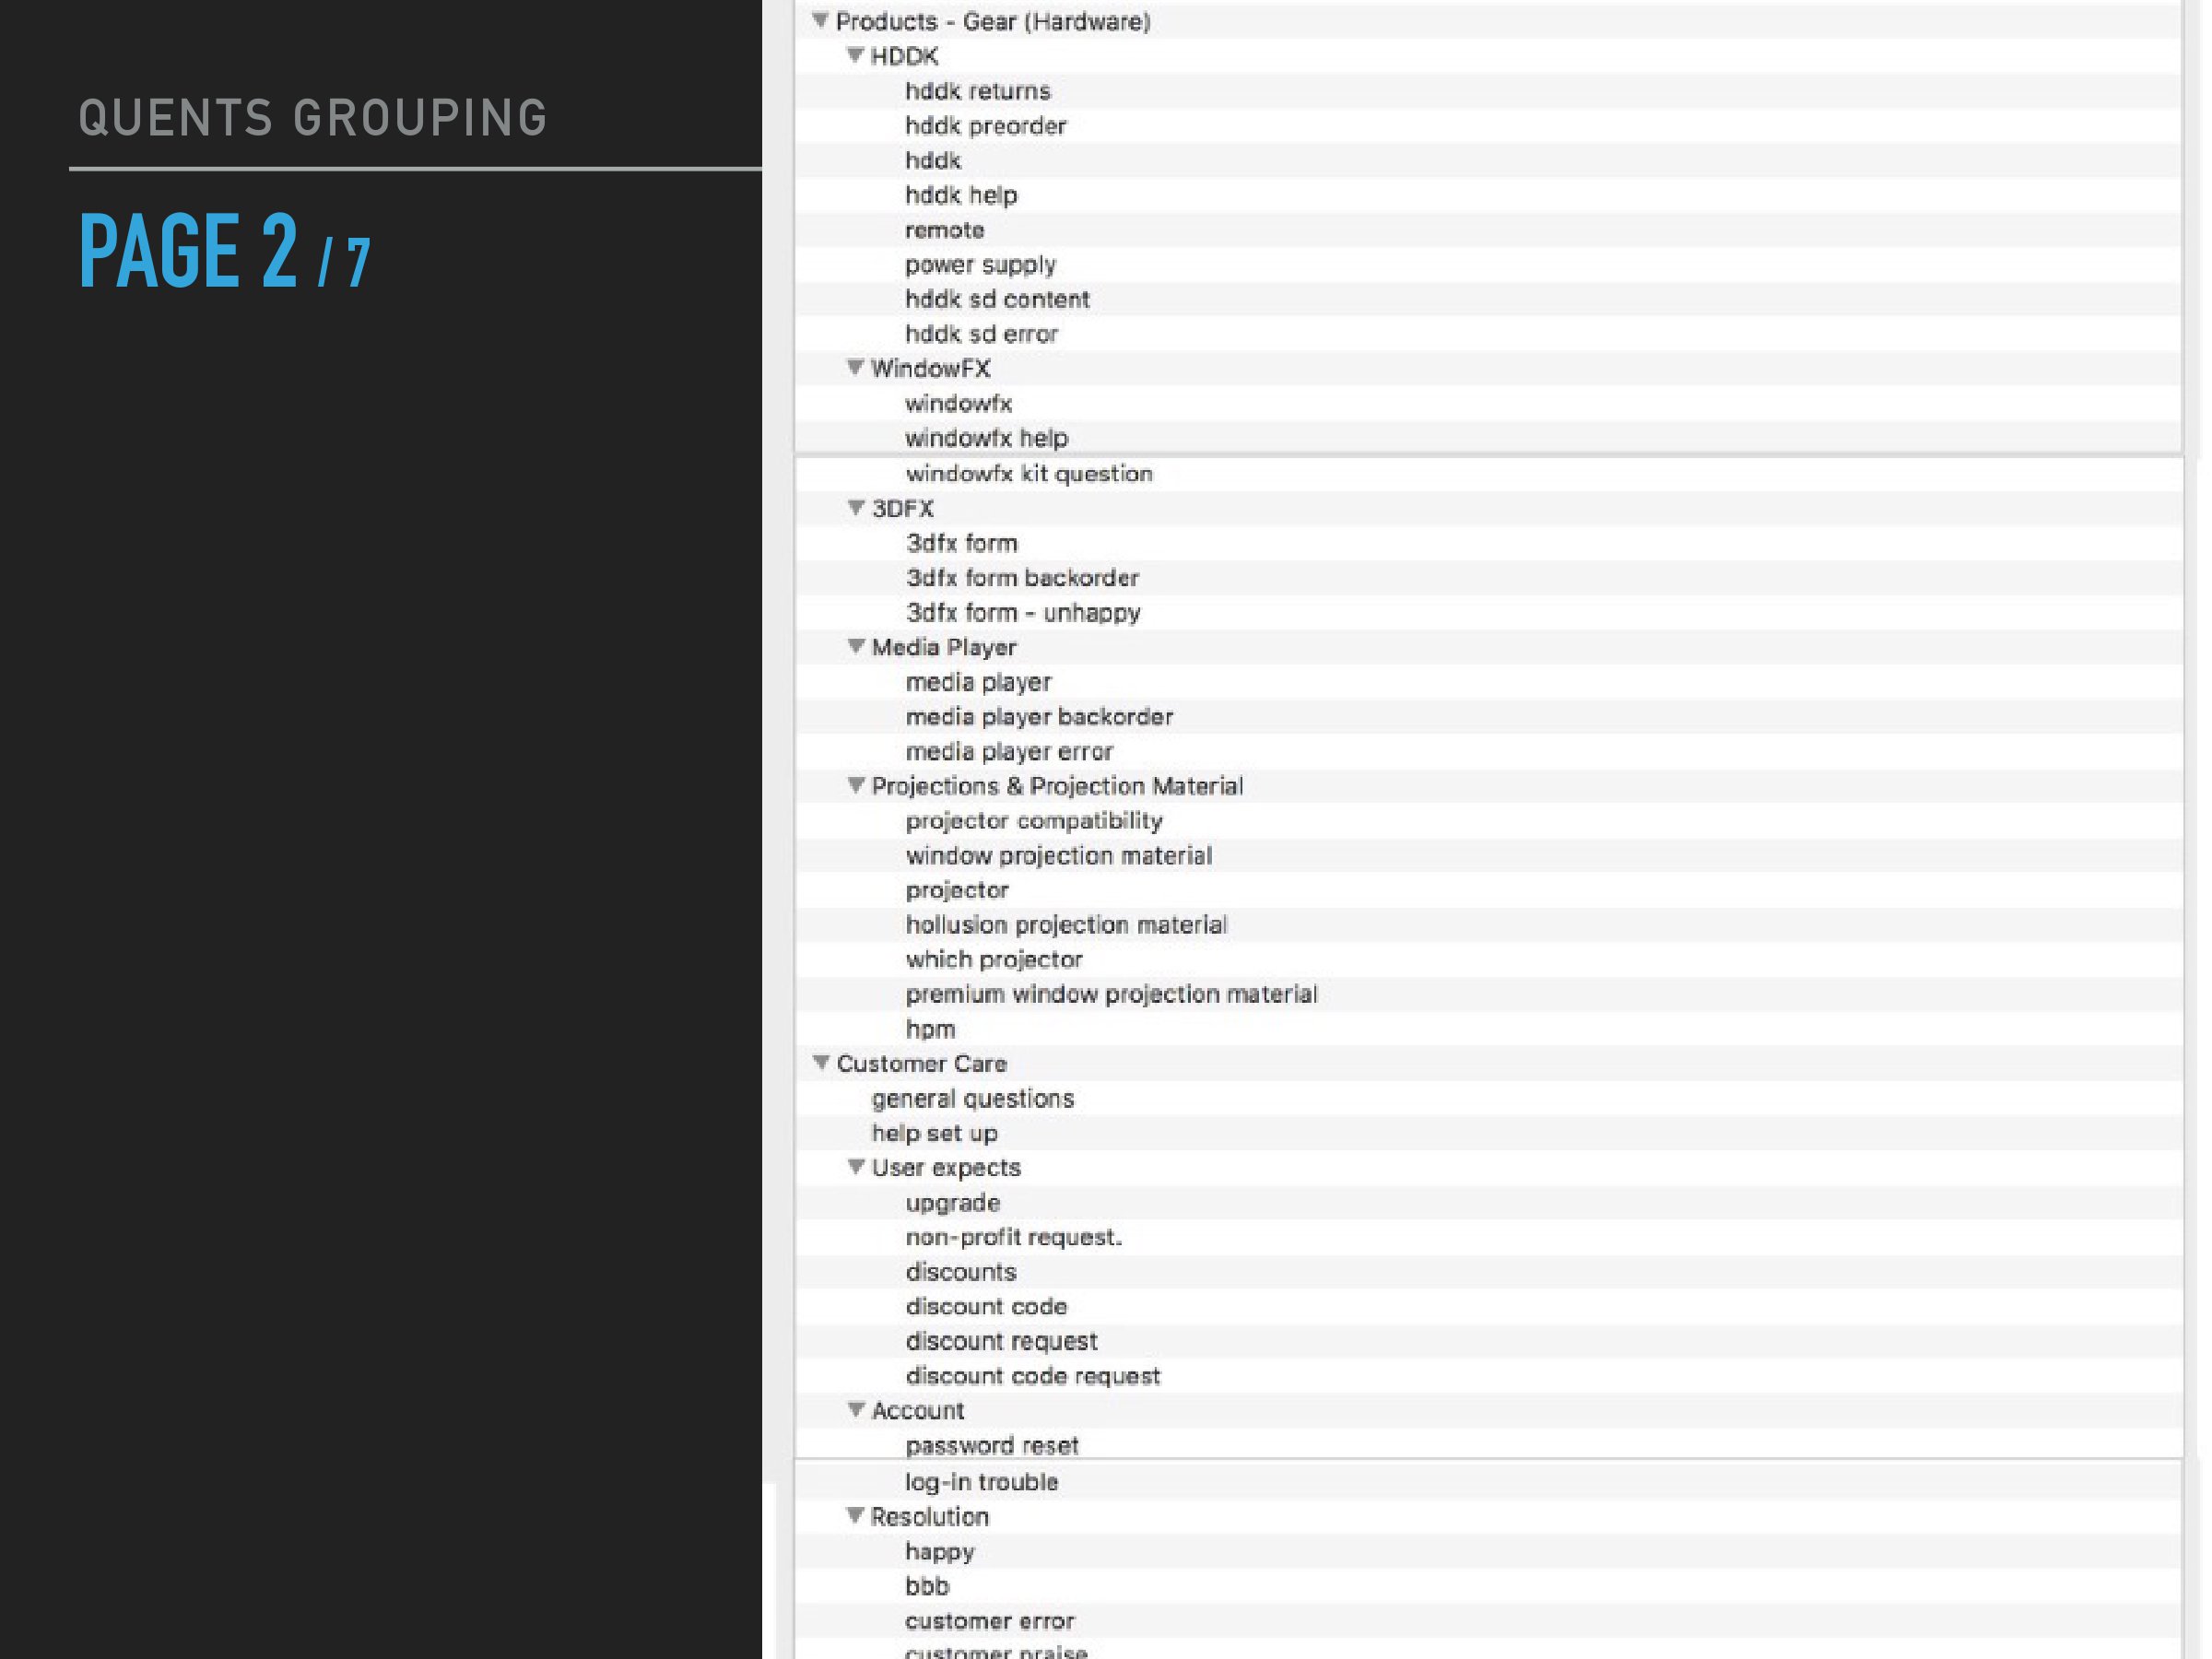 QUENTS GROUPING
PAGE 2 / 7
Products - Gear (Hardware)
HDDK
hddk returns
hddk preorder
hddk
hddk help
remote
power supply
hddk sd content
hddk sd error
WindowFX
windowfx
windowfx help
windowfx kit question
3DFX
3dfx form
3dfx form backorder
3dfx form - unhappy
Media Player
media player
media player backorder
media player error
Projections & Projection Material
projector compatibility
window projection material
projector
hollusion projection material
which projector
premium window projection material
hpm
Customer Care
general questions
help set up
User expects
upgrade
non-profit request.
discounts
discount code
discount request
discount code request
Account
password reset
log-in trouble
Resolution
happy
bbb
customer error
customer praise